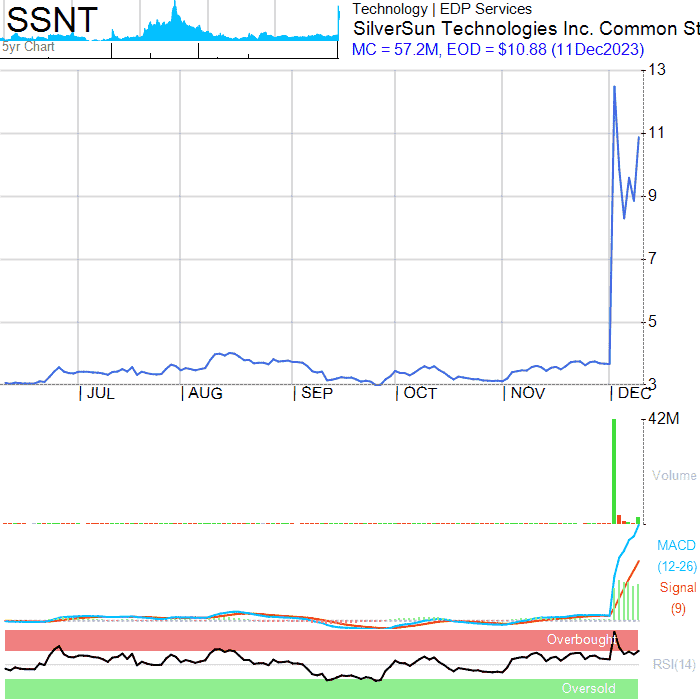 SSNT
5yr Chart
Technology | EDP Services
SilverSun Technologies Inc. Common St
MC = 57.2M, EOD = $10.88 (11Dec2023)
13
11
9
7
5
3
JUL AUG SEP OCT NOV DEC
42M
Volume
MACD
(12-26)
Signal
(9)
Overbought
RSI(14)
Oversold